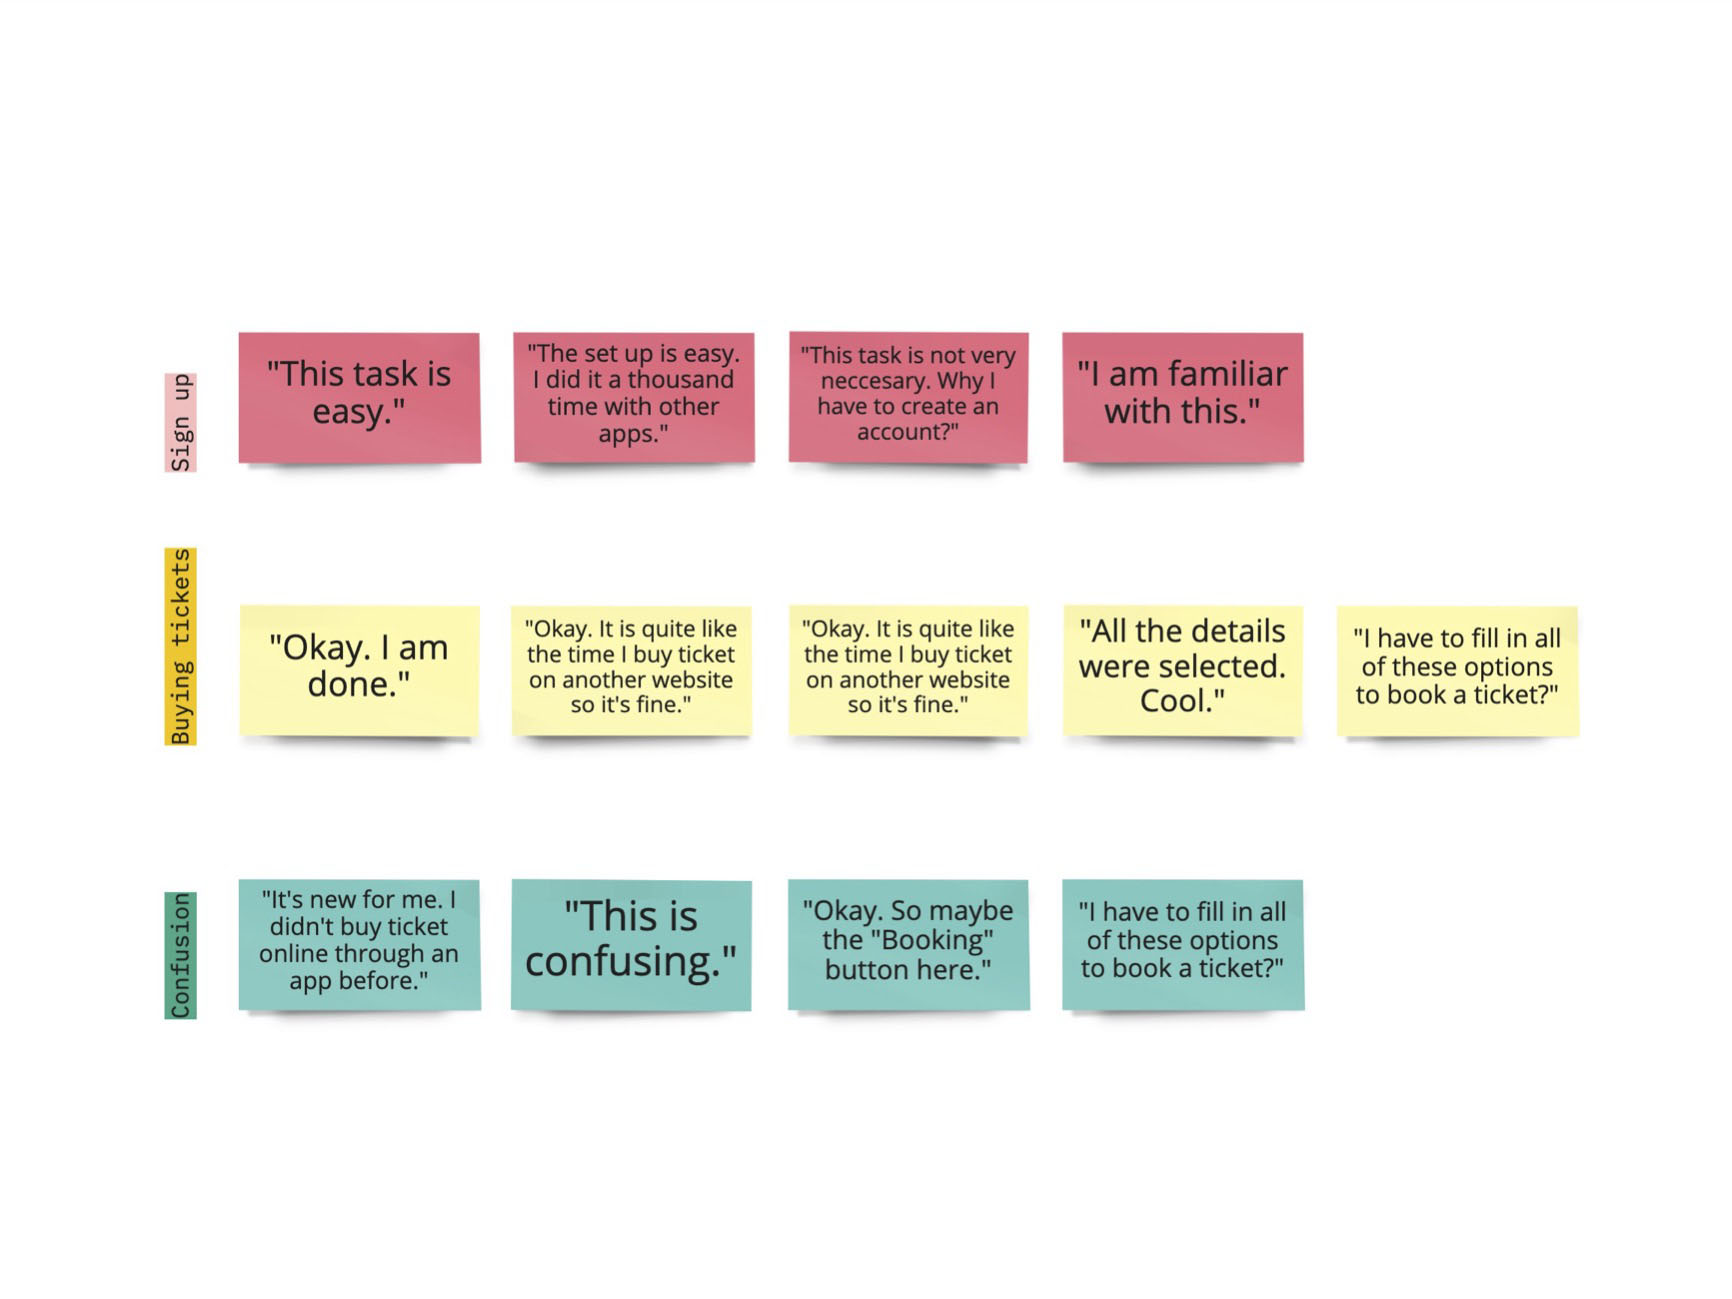 Sign up
"This task is
easy."
"The set up is easy.
I did it a thousand
time with other
apps."
"This task is not very
neccesary. Why I
have to create an
account?"
"I am familiar
with this."
Buying tickets
"Okay. I am
done."
"Okay. It is quite like
the time I buy ticket
on another website
so it's fine."
"Okay. It is quite like
the time I buy ticket
on another website
so it's fine."
"All the details
were selected.
Cool."
"I have to fill in all
of these options
to book a ticket?"
Confusion
"It's new for me. I
didn't buy ticket
online through an
app before."
"This is
confusing."
"Okay. So maybe
the "Booking"
button here."
"I have to fill in all
of these options
to book a ticket?"